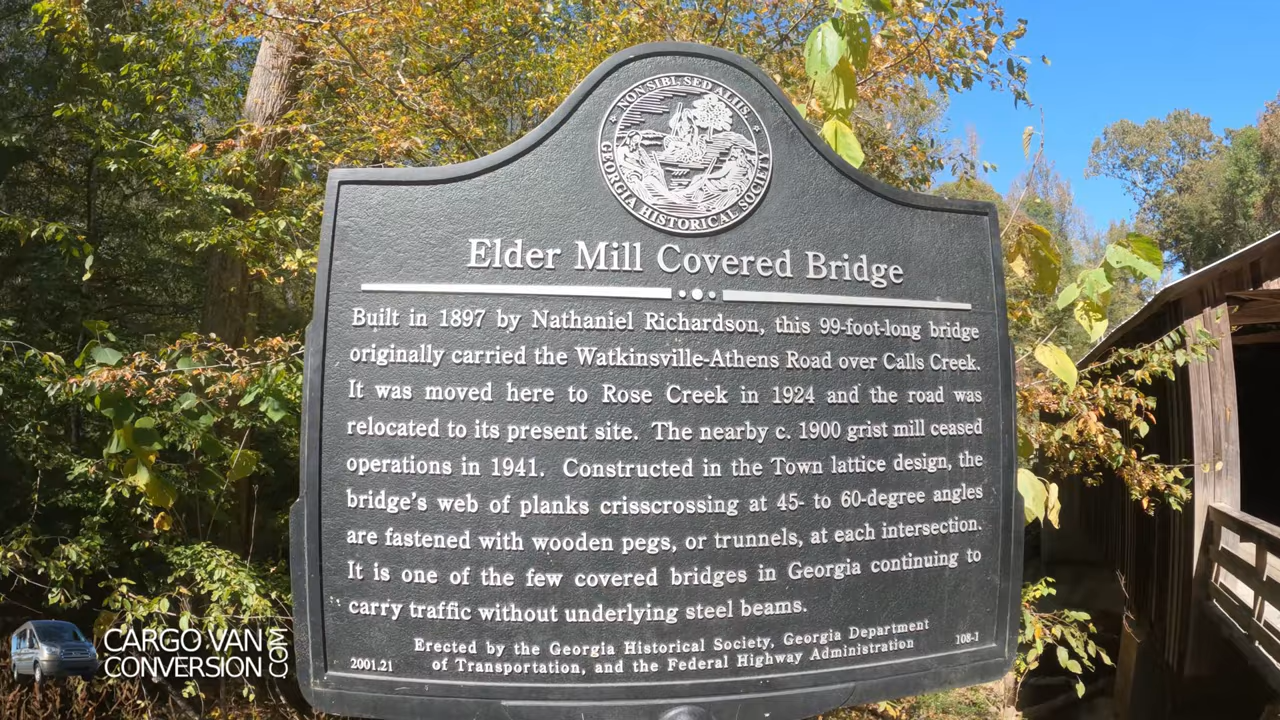 NON SIBI, SED ALIIS.
GEORGIA HISTORICAL SOCIETY
Elder Mill Covered Bridge
Built in 1897 by Nathaniel Richardson, this 99-foot-long bridge
originally carried the Watkinsville-Athens Road over Calls Creek.
It was moved here to Rose Creek in 1924 and the road was
relocated to its present site. The nearby c. 1900 grist mill ceased
operations in 1941. Constructed in the Town lattice design, the
bridge's web of planks crisscrossing at 45- to 60-degree angles
are fastened with wooden pegs, or trunnels, at each intersection.
It is one of the few covered bridges in Georgia continuing to
carry traffic without underlying steel beams.
Erected by the Georgia Historical Society, Georgia Department
of Transportation, and the Federal Highway Administration
2001.21
108-1
CARGO VAN
CONVERSION
.COM